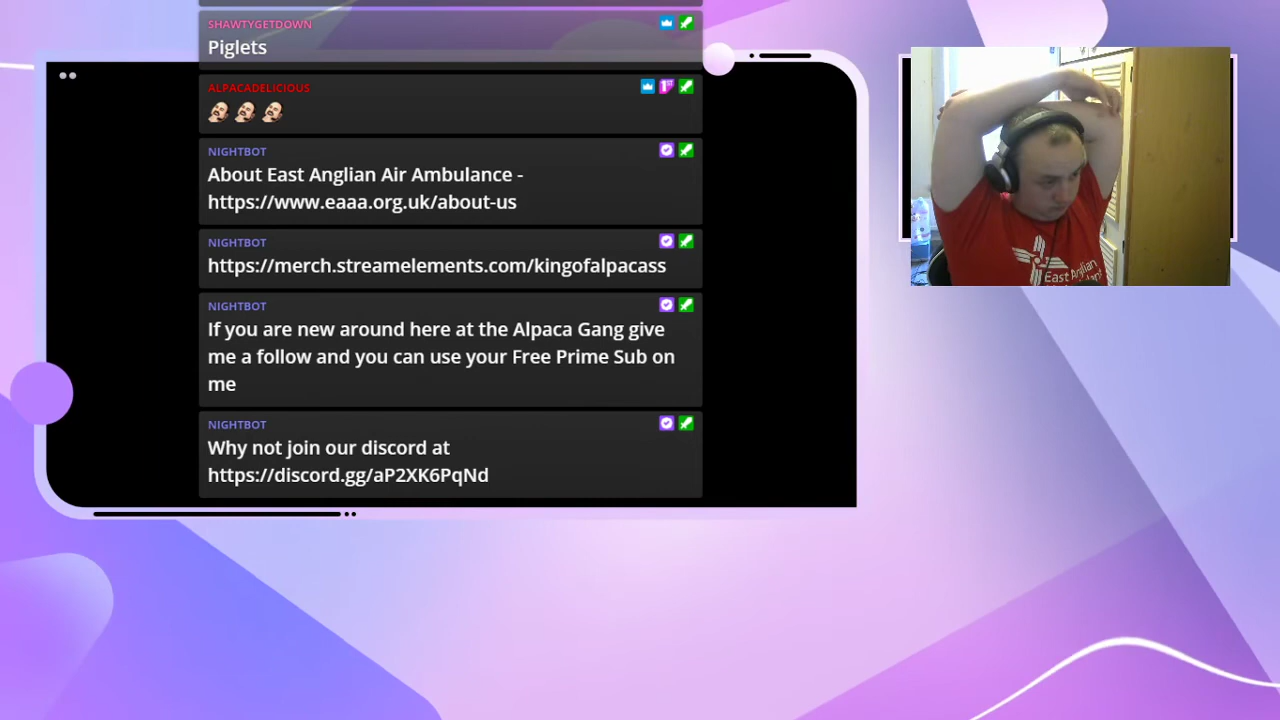 SHAWTYGETDOWN
Piglets
ALPACADELICIOUS
NIGHTBOT
About East Anglian Air Ambulance -
https://www.eaaa.org.uk/about-us
NIGHTBOT
https://merch.streamelements.com/kingofalpacass
NIGHTBOT
If you are new around here at the Alpaca Gang give
me a follow and you can use your Free Prime Sub on
me
NIGHTBOT
Why not join our discord at
https://discord.gg/aP2XK6PqNd
East Anglian